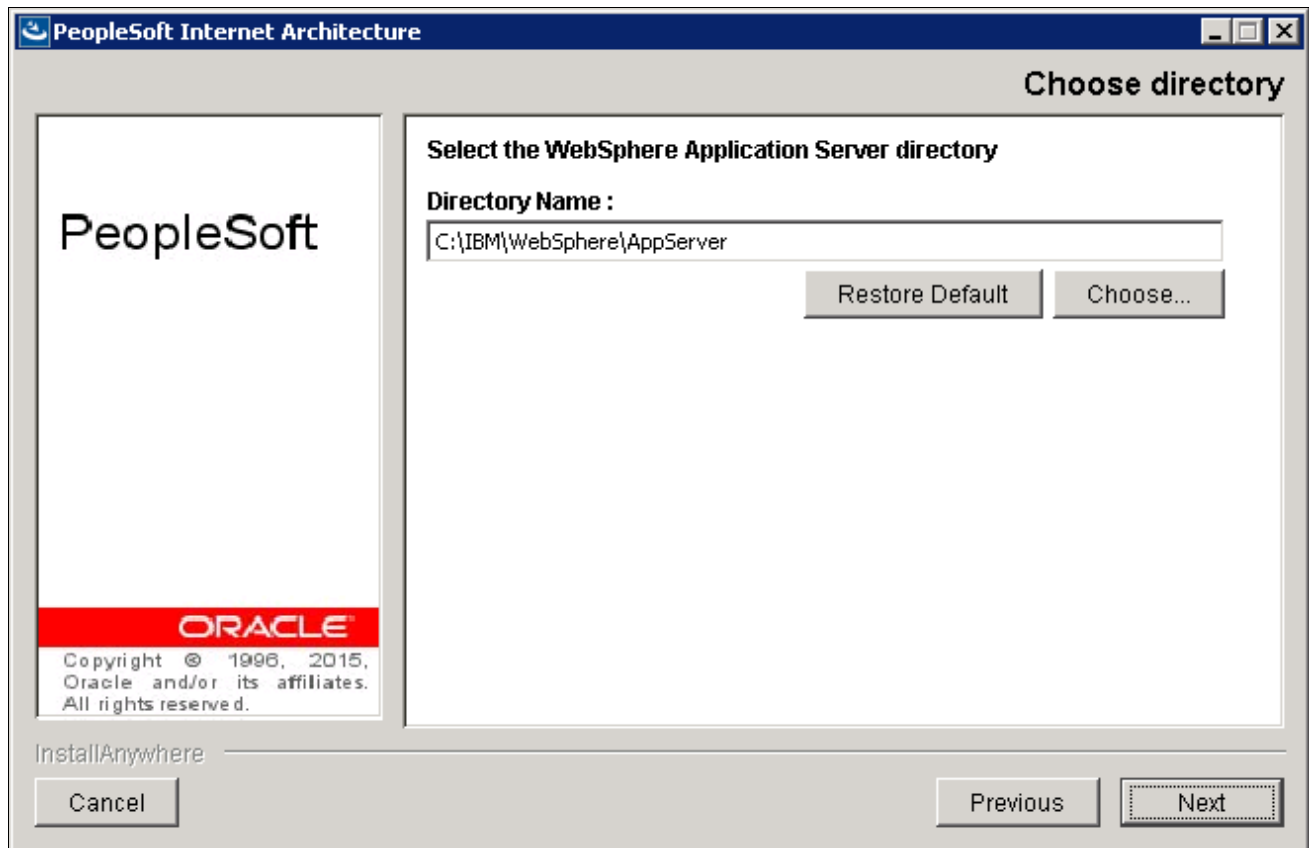 PeopleSoft Internet Architecture
Choose directory
PeopleSoft
ORACLE
Copyright © 1996, 2015,
Oracle and/or its affiliates.
All rights reserved.
Select the WebSphere Application Server directory
Directory Name :
C:\IBM\WebSphere\AppServer
Restore Default
Choose...
InstallAnywhere
Cancel
Previous
Next